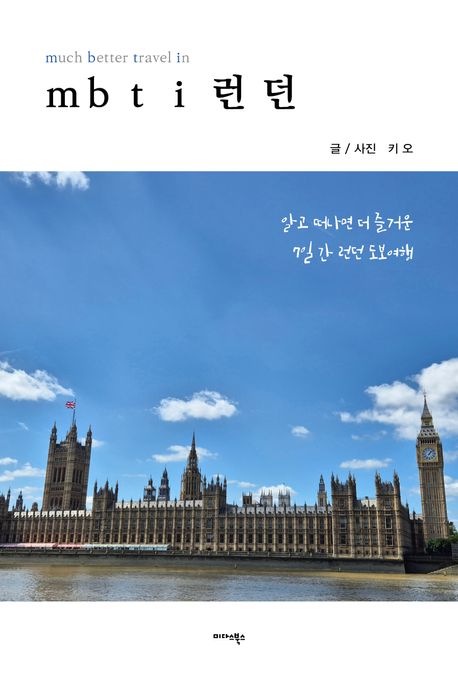 much better travel in
mbti 런던
글 / 사진 키오
알고 떠나면 더 즐거운
7일 간 런던 도보여행
미다스북스